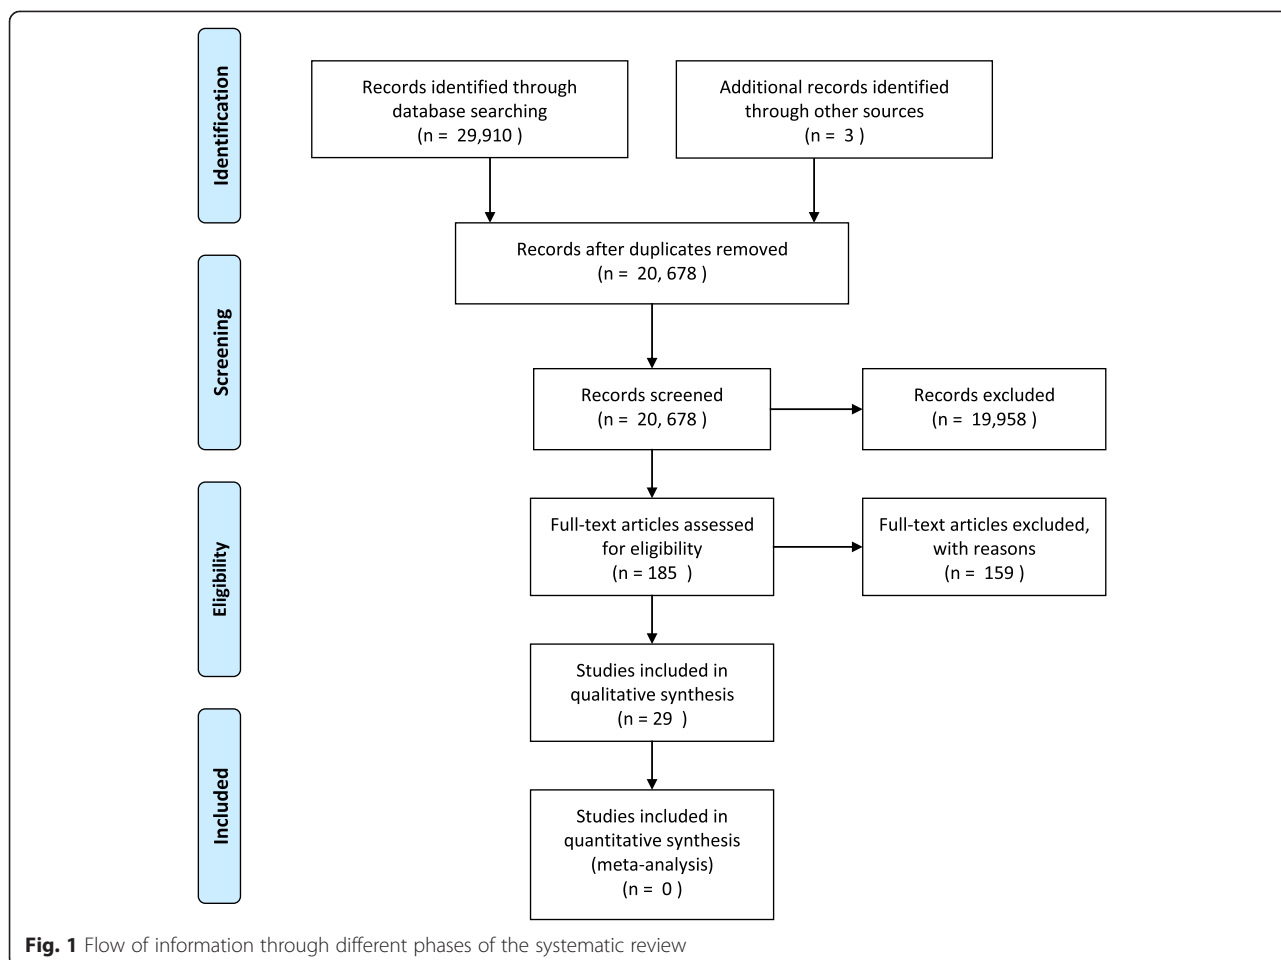 Identification
Records identified through
database searching
(n = 29,910 )
Additional records identified
through other sources
(n = 3 )
Records after duplicates removed
(n = 20, 678 )
Screening
Records screened
(n = 20, 678 )
Records excluded
(n = 19,958 )
Eligibility
Full-text articles assessed
for eligibility
(n = 185 )
Full-text articles excluded,
with reasons
(n = 159 )
Studies included in
qualitative synthesis
(n = 29 )
Included
Studies included in
quantitative synthesis
(meta-analysis)
(n = 0 )
Fig. 1 Flow of information through different phases of the systematic review